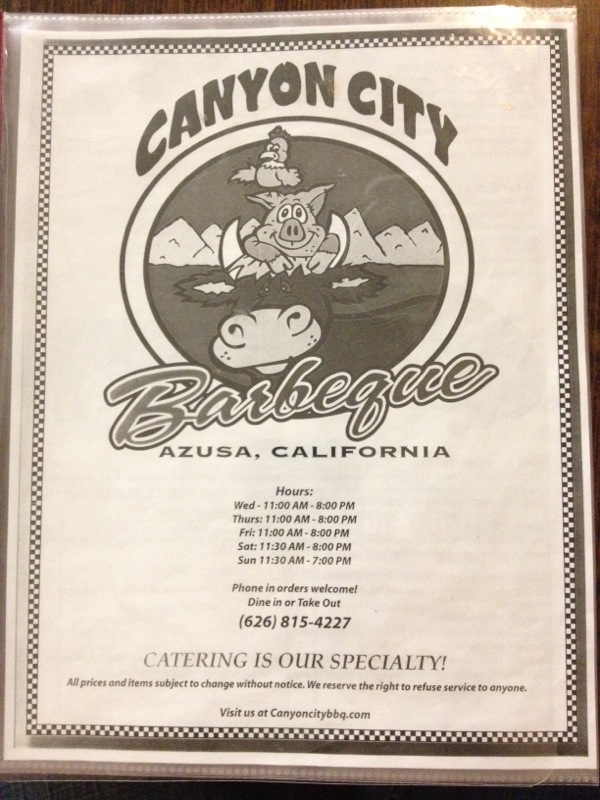 CANYON CITY
Barbeque
AZUSA, CALIFORNIA
Hours:
Wed - 11:00 AM - 8:00 PM
Thurs: 11:00 AM - 8:00 PM
Fri: 11:00 AM - 8:00 PM
Sat: 11:30 AM - 8:00 PM
Sun 11:30 AM - 7:00 PM
Phone in orders welcome!
Dine in or Take Out
(626) 815-4227
CATERING IS OUR SPECIALTY!
All prices and items subject to change without notice. We reserve the right to refuse service to anyone.
Visit us at Canyoncitybbq.com